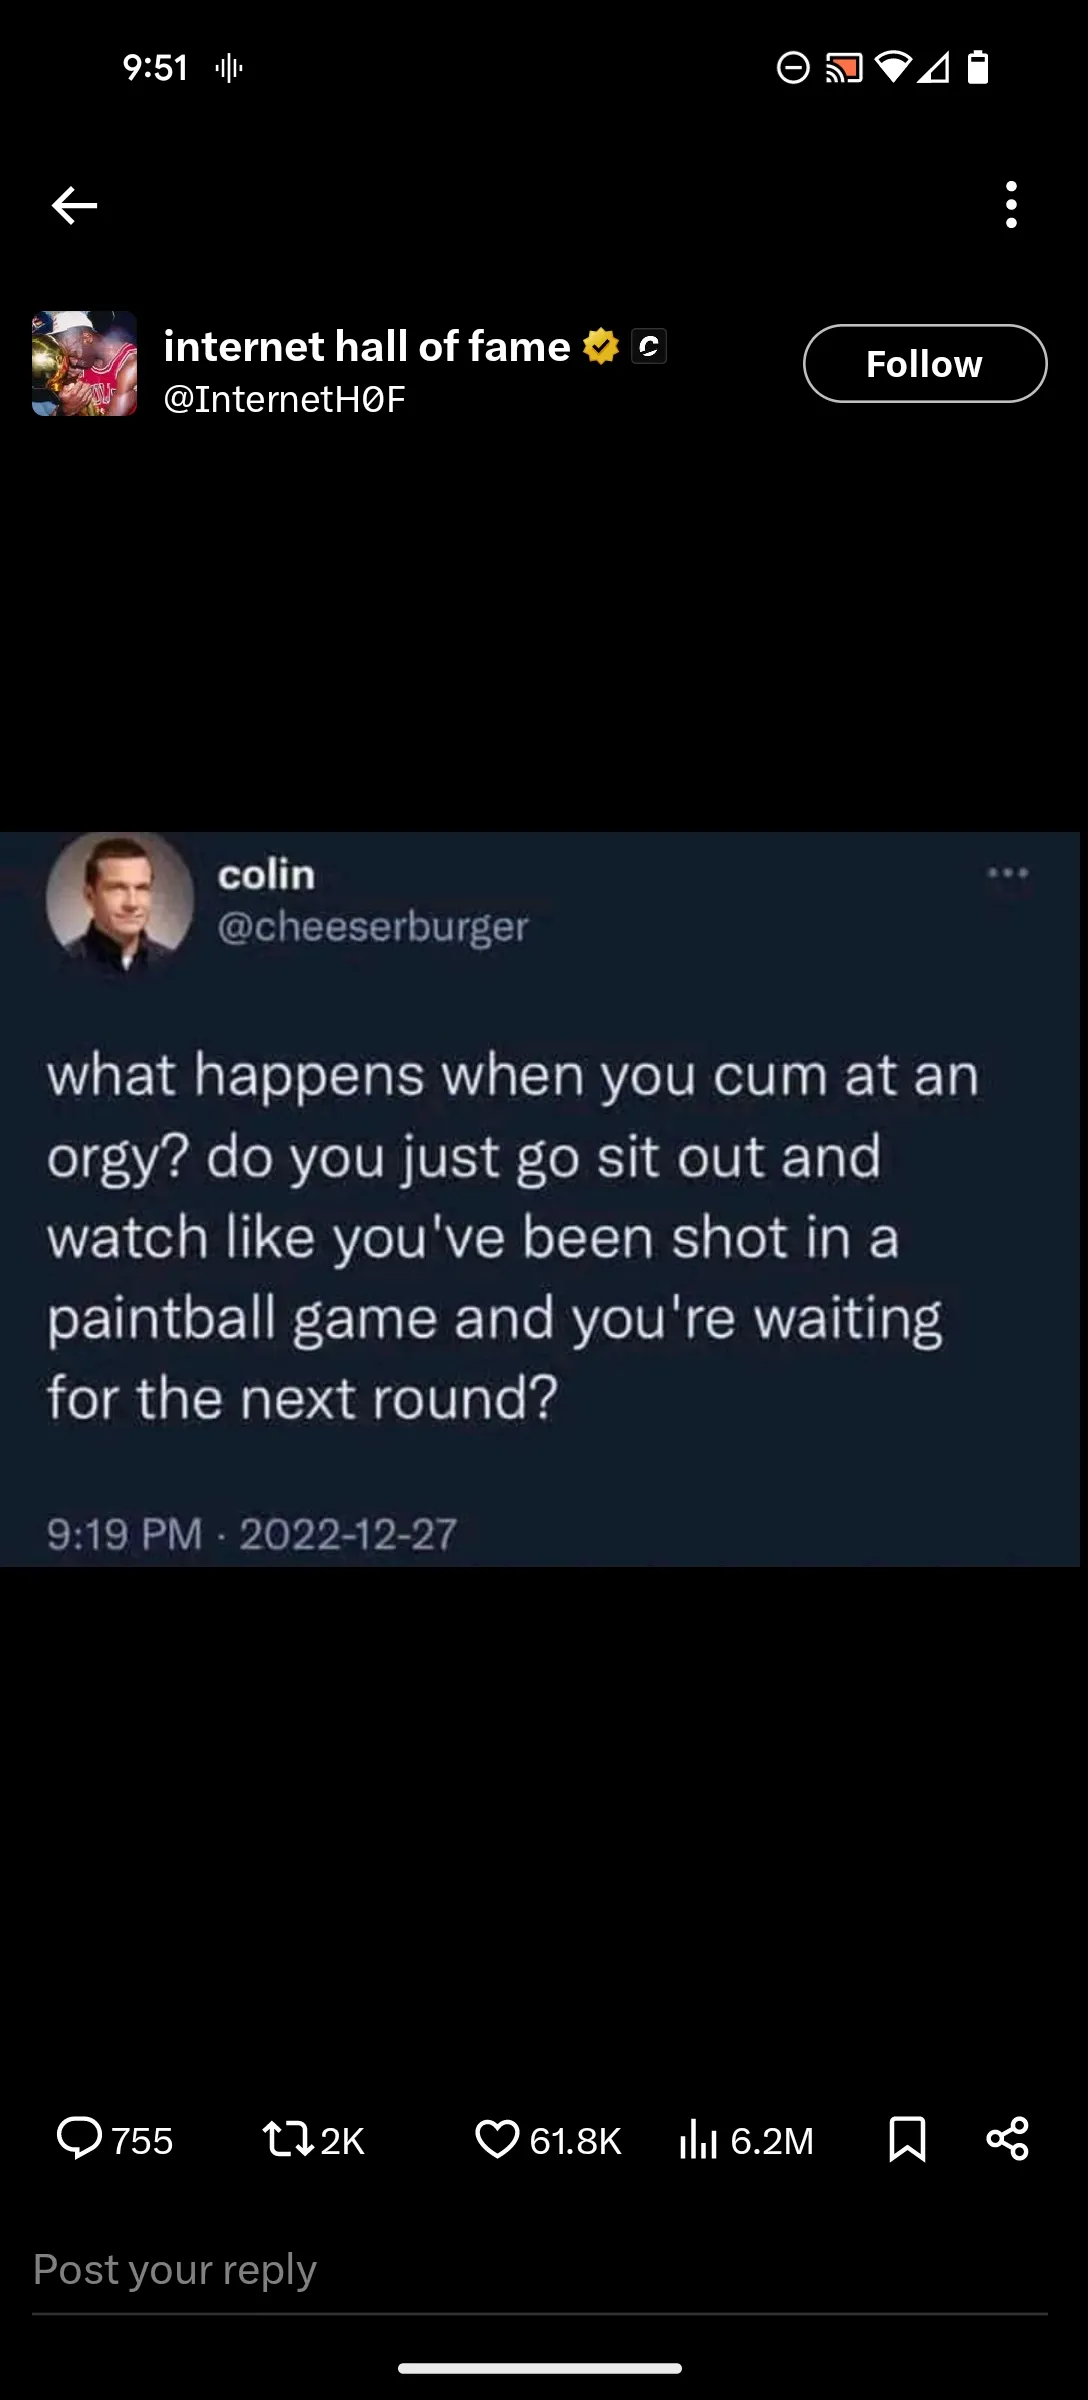 9:51
internet hall of fame
@InternetH0F
Follow
colin
@cheeserburger
what happens when you cum at an
orgy? do you just go sit out and
watch like you've been shot in a
paintball game and you're waiting
for the next round?
9:19 PM · 2022-12-27
755
2K
61.8K
6.2M
Post your reply